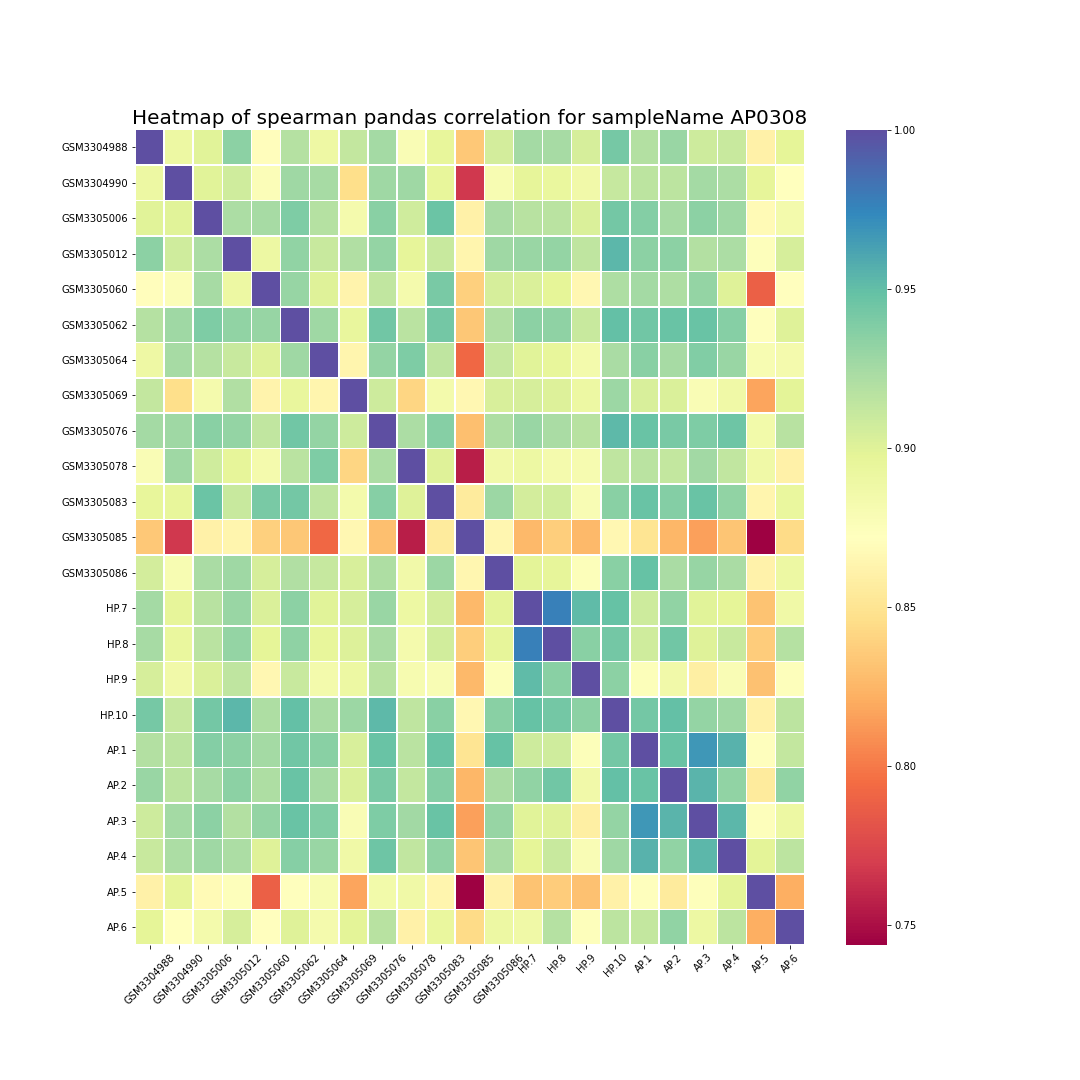 Heatmap of spearman pandas correlation for sampleName AP0308
GSM3304988
GSM3304990
GSM3305006
GSM3305012
GSM3305060
GSM3305062
GSM3305064
GSM3305069
GSM3305076
GSM3305078
GSM3305083
GSM3305085
GSM3305086
HP.7
HP.8
HP.9
HP.10
AP.1
AP.2
AP.3
AP.4
AP.5
AP.6
GSM3304988
GSM3304990
GSM3305006
GSM3305012
GSM3305060
GSM3305062
GSM3305064
GSM3305069
GSM3305076
GSM3305078
GSM3305083
GSM3305085
GSM3305086
HP.7
HP.8
HP.9
HP.10
AP.1
AP.2
AP.3
AP.4
AP.5
AP.6
1.00
0.95
0.90
0.85
0.80
0.75